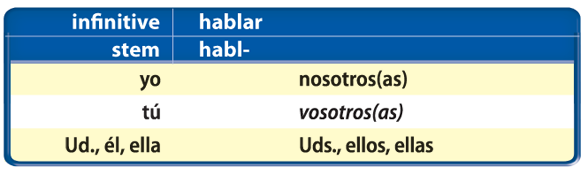 infinitive hablar
stem habl-
yo nosotros(as)
tú vosotros(as)
Ud., él, ella Uds., ellos, ellas